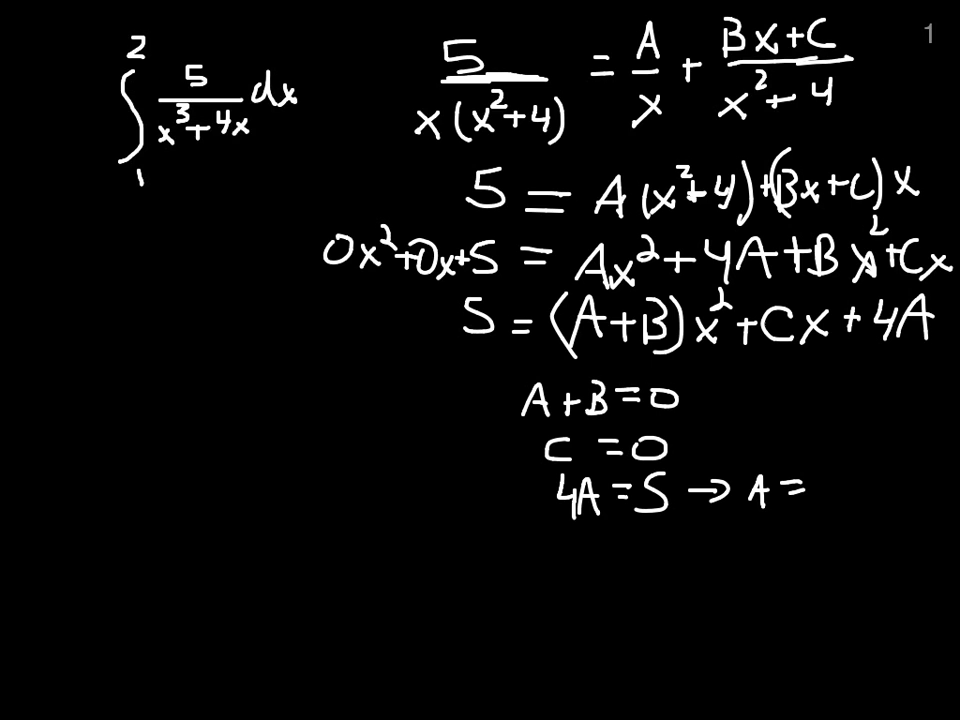 1
∫₁² 5/(x³+4x) dx
5/(x(x²+4)) = A/x + (Bx+C)/(x²+4)
5 = A(x²+4)+(Bx+C)x
0x²+0x+5 = Ax²+4A+Bx²+Cx
5 = (A+B)x²+Cx+4A
A+B=0
C=0
4A=5 → A=